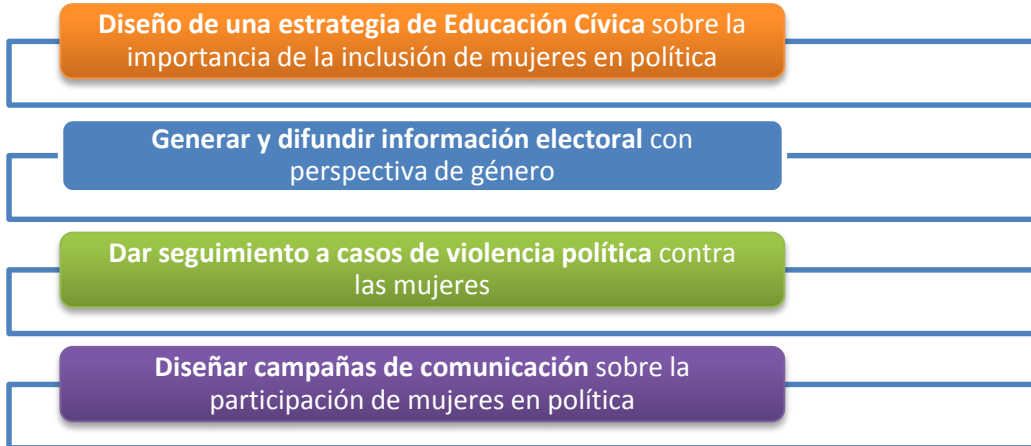 Diseño de una estrategia de Educación Cívica sobre la
importancia de la inclusión de mujeres en política
Generar y difundir información electoral con
perspectiva de género
Dar seguimiento a casos de violencia política contra
las mujeres
Diseñar campañas de comunicación sobre la
participación de mujeres en política